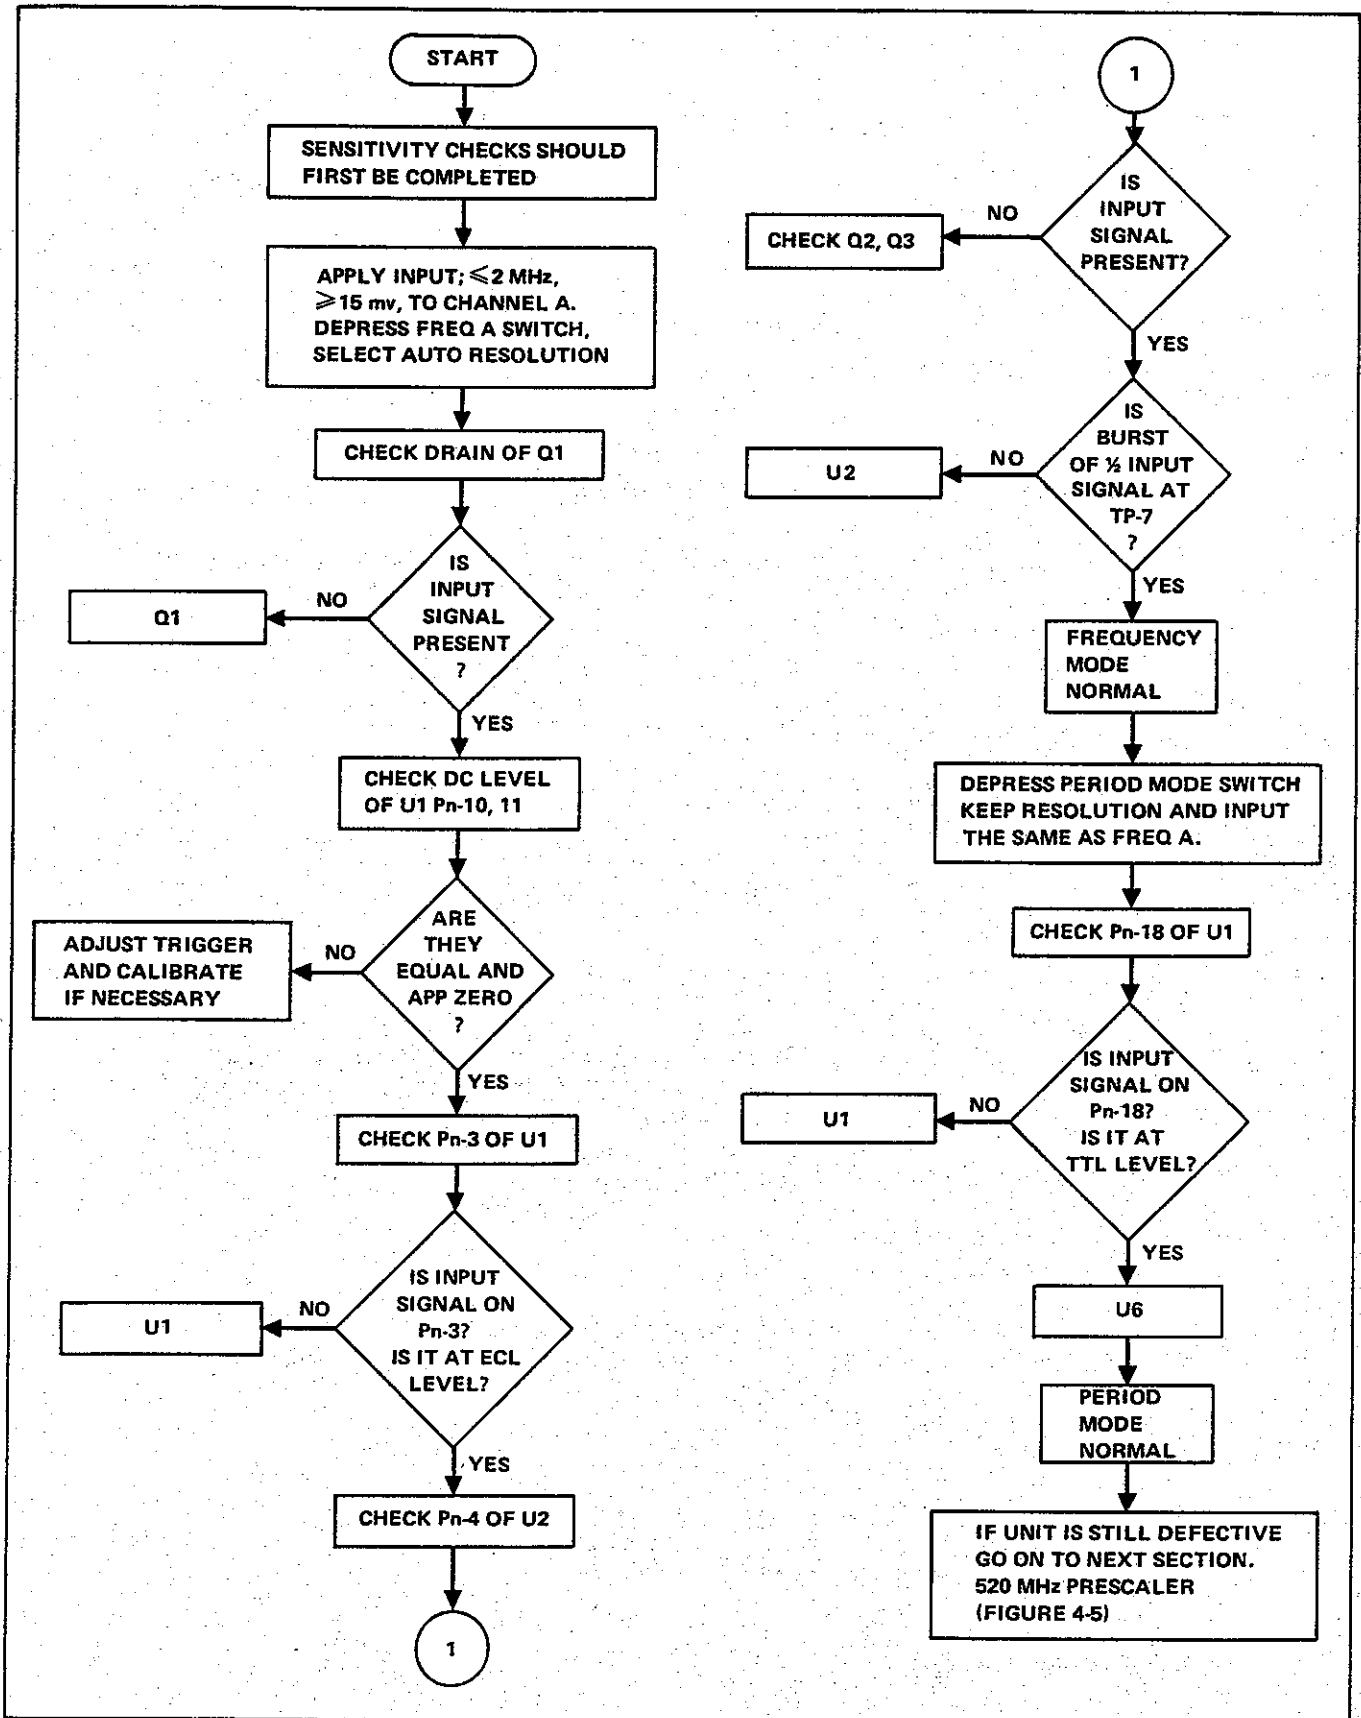 START
SENSITIVITY CHECKS SHOULD
FIRST BE COMPLETED
APPLY INPUT; ≤2 MHz,
≥15 mv, TO CHANNEL A.
DEPRESS FREQ A SWITCH,
SELECT AUTO RESOLUTION
CHECK DRAIN OF Q1
IS
INPUT
SIGNAL
PRESENT
?
NO
Q1
YES
CHECK DC LEVEL
OF U1 Pn-10, 11
ARE
THEY
EQUAL AND
APP ZERO
?
NO
ADJUST TRIGGER
AND CALIBRATE
IF NECESSARY
YES
CHECK Pn-3 OF U1
IS INPUT
SIGNAL ON
Pn-3?
IS IT AT ECL
LEVEL?
NO
U1
YES
CHECK Pn-4 OF U2
1
1
IS
INPUT
SIGNAL
PRESENT?
NO
CHECK Q2, Q3
YES
IS
BURST
OF ½ INPUT
SIGNAL AT
TP-7
?
NO
U2
YES
FREQUENCY
MODE
NORMAL
DEPRESS PERIOD MODE SWITCH
KEEP RESOLUTION AND INPUT
THE SAME AS FREQ A.
CHECK Pn-18 OF U1
IS INPUT
SIGNAL ON
Pn-18?
IS IT AT
TTL LEVEL?
NO
U1
YES
U6
PERIOD
MODE
NORMAL
IF UNIT IS STILL DEFECTIVE
GO ON TO NEXT SECTION.
520 MHz PRESCALER
(FIGURE 4-5)